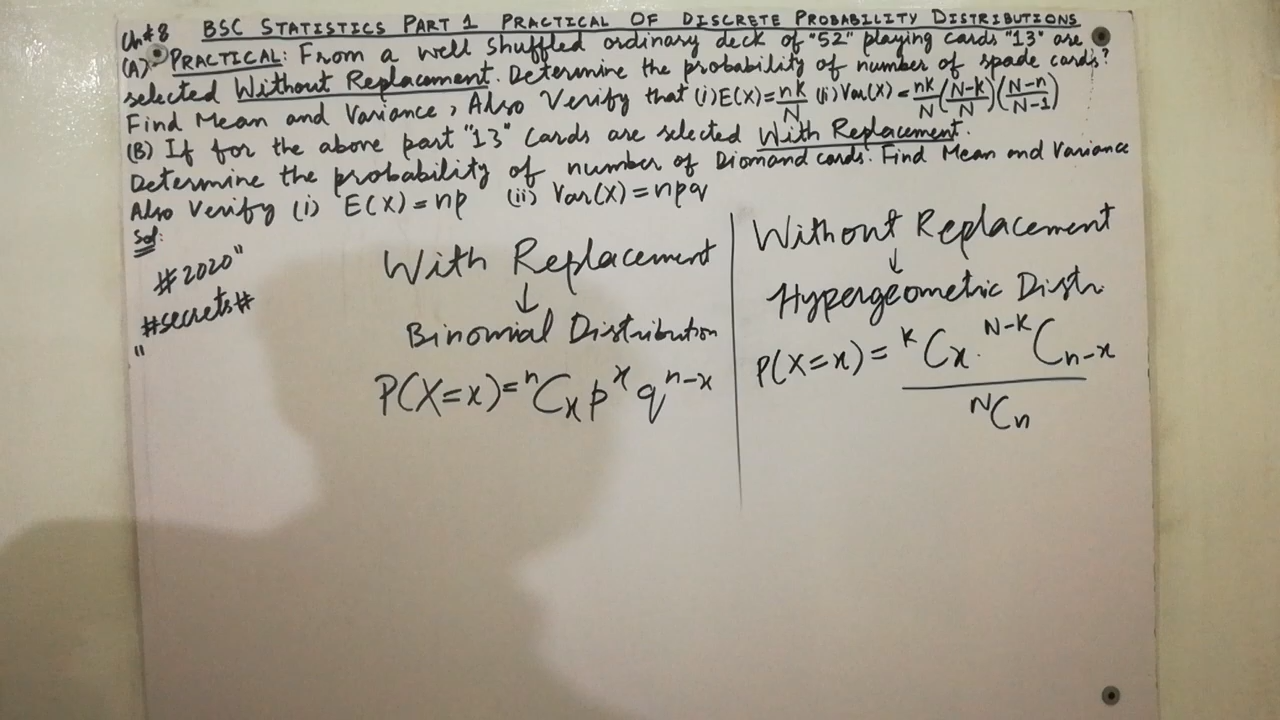 Ch#8 BSC STATISTICS PART 1 PRACTICAL OF DISCRETE PROBABILITY DISTRIBUTIONS
(A) PRACTICAL: From a well shuffled ordinary deck of "52" playing cards "13" are
selected Without Replacement. Determine the probability of number of spade cards?
Find Mean and Variance, Also Verify that (i) E(X) = nk/N (ii) Var(X) = nk/N (N-k/N) (N-n/N-1)
(B) If for the above part "13" Cards are selected With Replacement.
Determine the probability of number of Diomand cards. Find Mean and Variance
Also Verify (i) E(X) = np (ii) Var(X) = npq
Sol:
#2020"
#secrets#
"
With Replacement
↓
Binomial Distribution
P(X=x) = ⁿCₓ pˣ qⁿ⁻ˣ
Without Replacement
↓
Hypergeometric Distr.
P(X=x) = ᵏCₓ . ᴺ⁻ᵏCₙ₋ₓ
ᴺCₙ